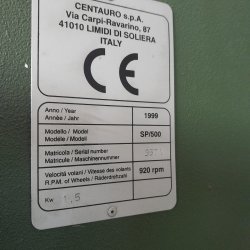 CENTAURO s.p.A.
Via Carpi-Ravarino, 87
41010 LIMIDI DI SOLIERA
ITALY
CE
Anno / Year
Année / Jahr
1999
Modello / Model
Modèle / Modell
SP/500
Matricola / Serial number
Matricule / Maschinennummer
Velocità volani / Vitesse des volants
R.P.M. of Wheels / Räderdrehzahl
920 rpm
Kw 1,5